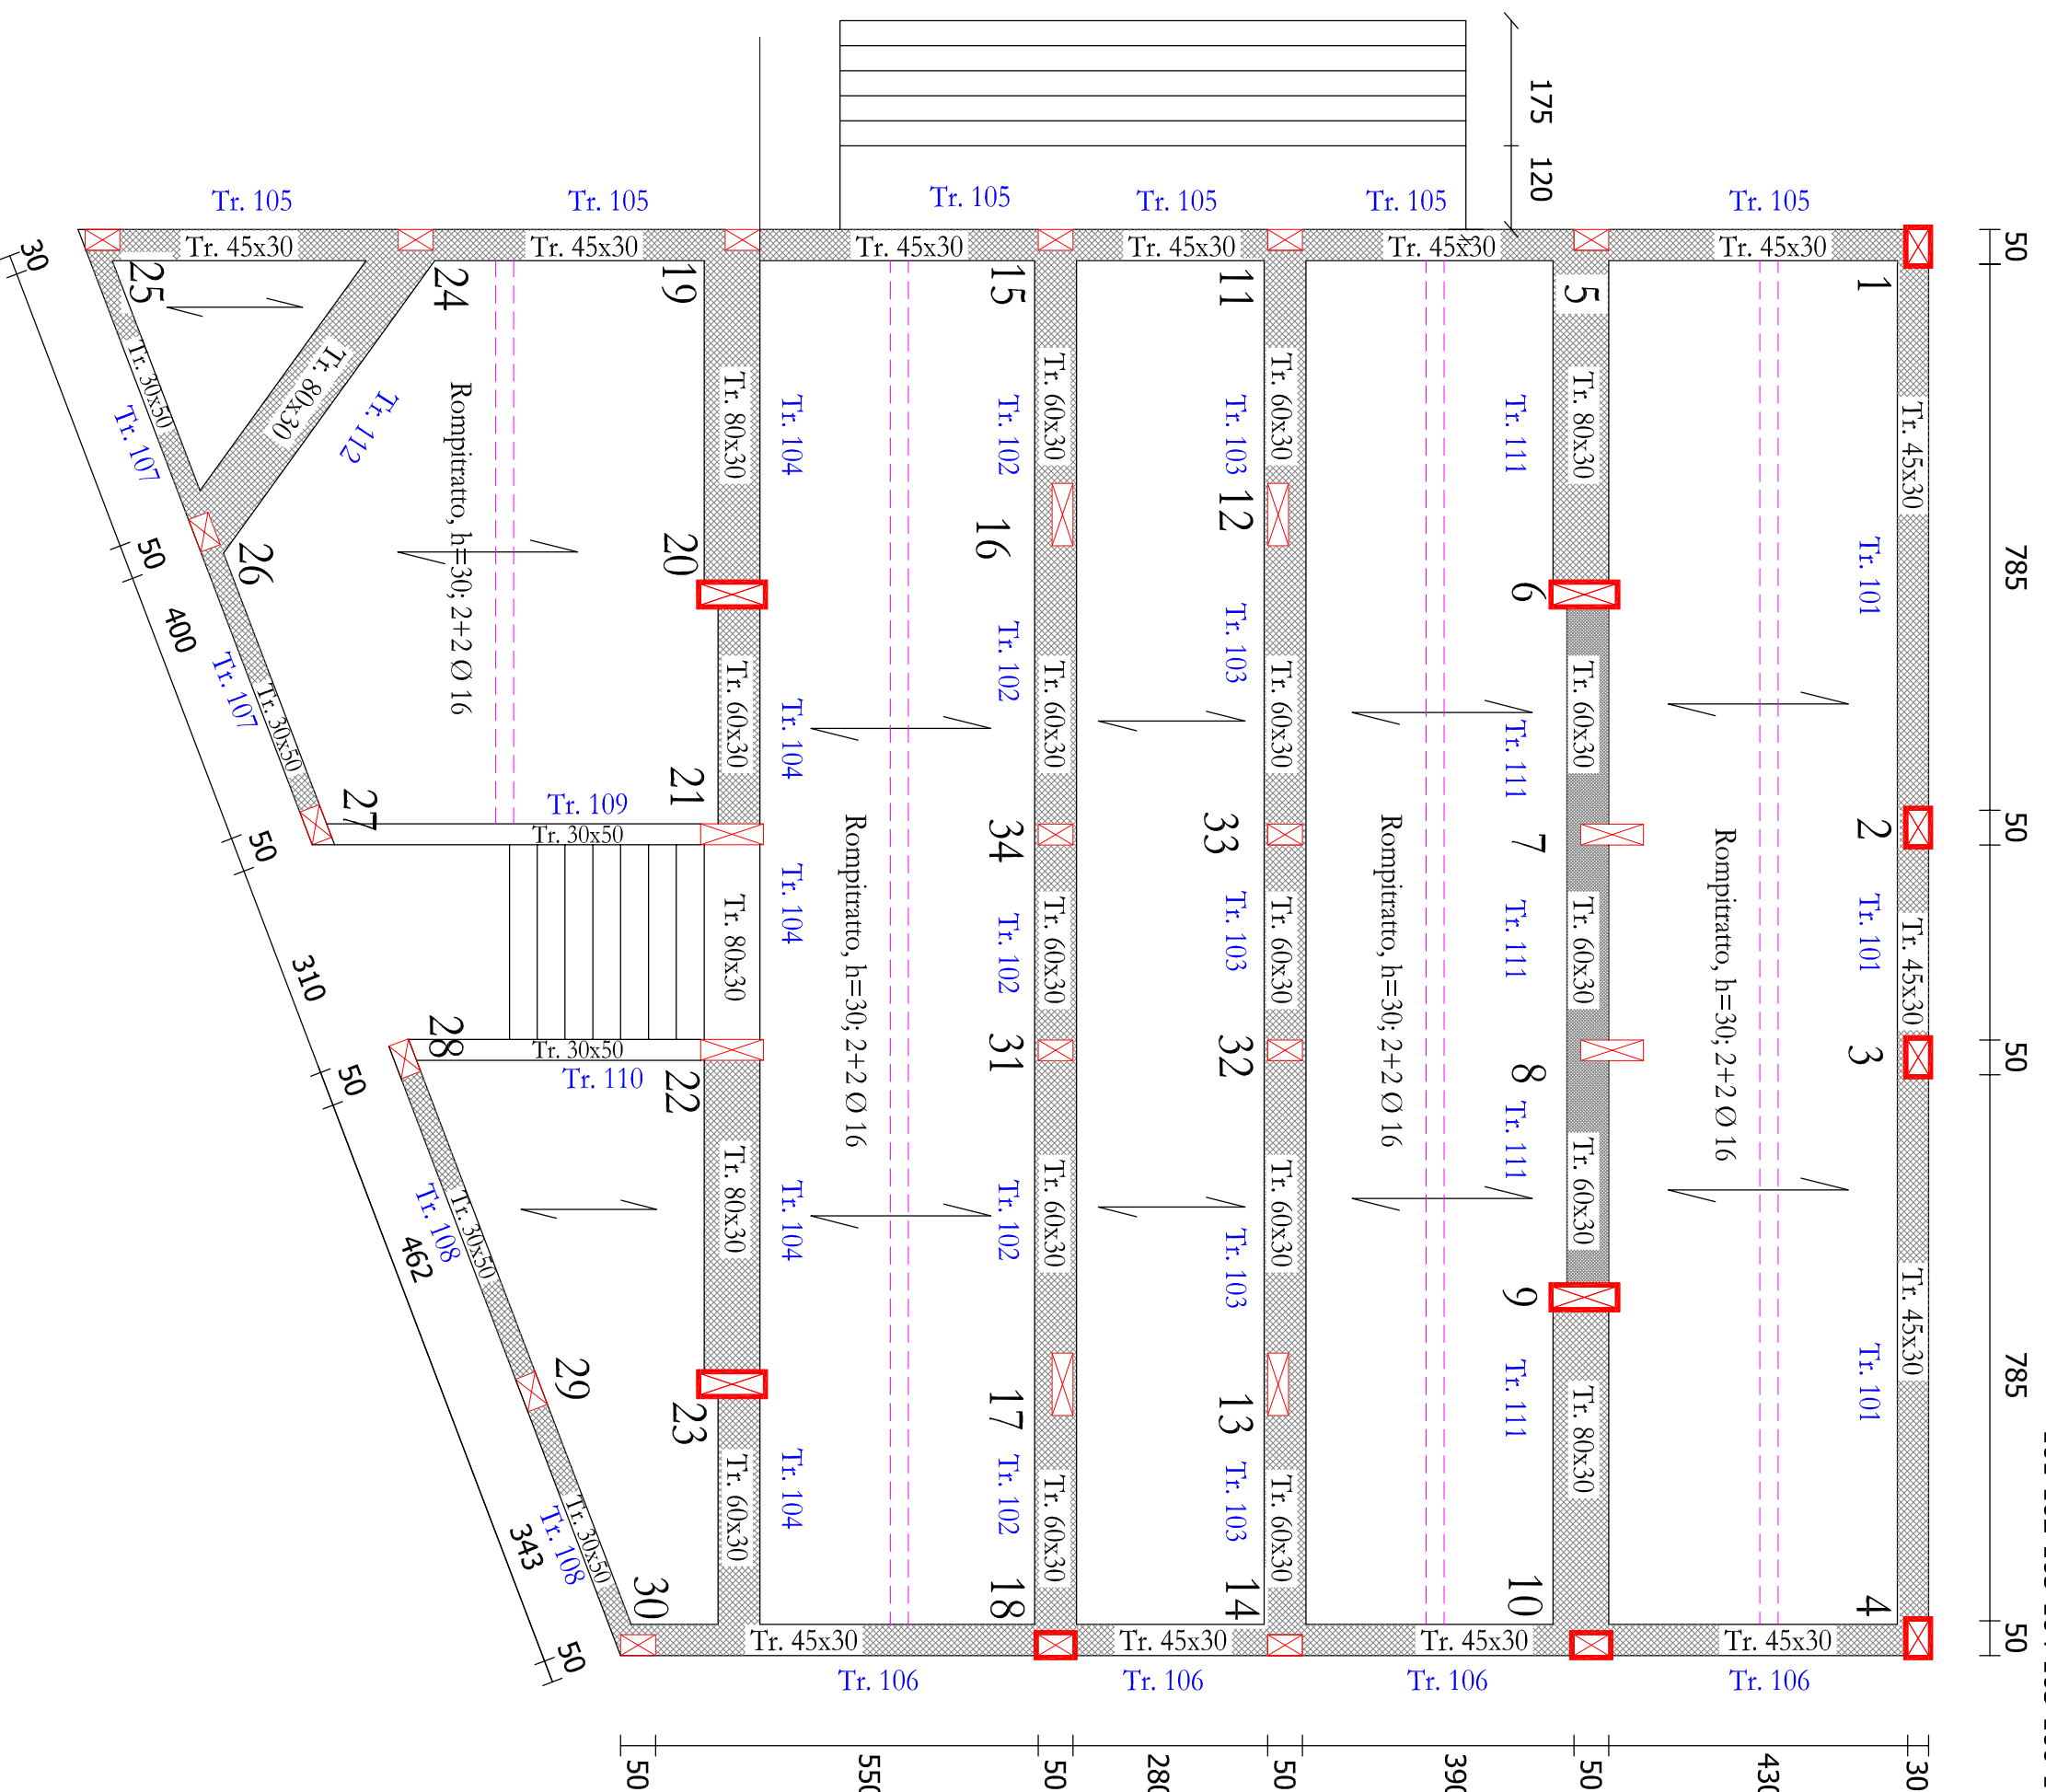 175
120
Tr. 105
Tr. 105
Tr. 105
Tr. 105
Tr. 105
Tr. 105
Tr. 45x30
Tr. 45x30
Tr. 45x30
Tr. 45x30
Tr. 45x30
Tr. 45x30
50
785
50
50
785
50
1
Tr. 45x30
Tr. 101
2
Tr. 101
Tr. 45x30
3
Tr. 45x30
Tr. 101
4
Rompitratto, h=30; 2+2 Ø 16
5
Tr. 80x30
Tr. 111
6
Tr. 60x30
Tr. 111
7
Tr. 60x30
Tr. 111
8
Tr. 60x30
Tr. 111
9
Tr. 80x30
Tr. 111
10
Rompitratto, h=30; 2+2 Ø 16
11
Tr. 60x30
Tr. 103
12
Tr. 103
Tr. 60x30
33
Tr. 60x30
Tr. 103
32
Tr. 60x30
Tr. 103
13
Tr. 60x30
Tr. 103
14
15
Tr. 60x30
Tr. 102
16
Tr. 102
Tr. 60x30
34
Tr. 60x30
Tr. 102
31
Tr. 60x30
Tr. 102
17
Tr. 60x30
Tr. 102
18
Rompitratto, h=30; 2+2 Ø 16
19
Tr. 80x30
Tr. 104
20
Tr. 60x30
Tr. 104
21
Tr. 80x30
Tr. 104
22
Tr. 80x30
Tr. 104
23
Tr. 60x30
Tr. 104
30
Rompitratto, h=30; 2+2 Ø 16
24
Tr. 80x30
Tr. 112
25
Tr. 30x50
Tr. 107
26
Tr. 30x50
Tr. 107
27
Tr. 109
Tr. 30x50
28
Tr. 30x50
Tr. 110
Tr. 30x50
Tr. 108
29
Tr. 30x50
Tr. 108
30
50
400
50
310
50
462
343
50
Tr. 45x30
Tr. 45x30
Tr. 45x30
Tr. 45x30
Tr. 106
Tr. 106
Tr. 106
Tr. 106
50
550
50
280
50
390
50
430
30